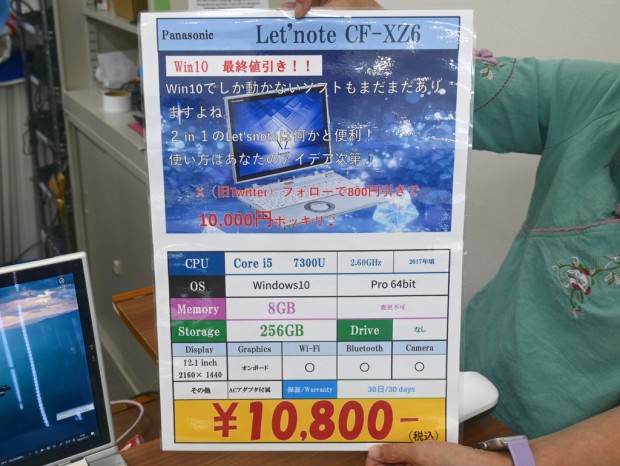 Panasonic Let'snote CF-XZ6
Win10 最終値引き！！
Win10でしか動かないソフトもまだまだあり
ますよね。
２in１のLet'snoteは何かと便利！
使い方はあなたのアイデア次第♪
X（旧Twitter）フォローで800円引きで
10,000円ポッキリ♪
CPU Core i5 7300U 2.60GHz 2017年頃
OS Windows10 Pro 64bit
Memory 8GB 変更不可
Storage 256GB Drive なし
Display Graphics Wi-Fi Bluetooth Camera
12.1 inch
2160×1440 オンボード ○ ○ ○
その他 ACアダプタ付属 保証/Warranty 30日/30 days
￥10,800-
(税込)